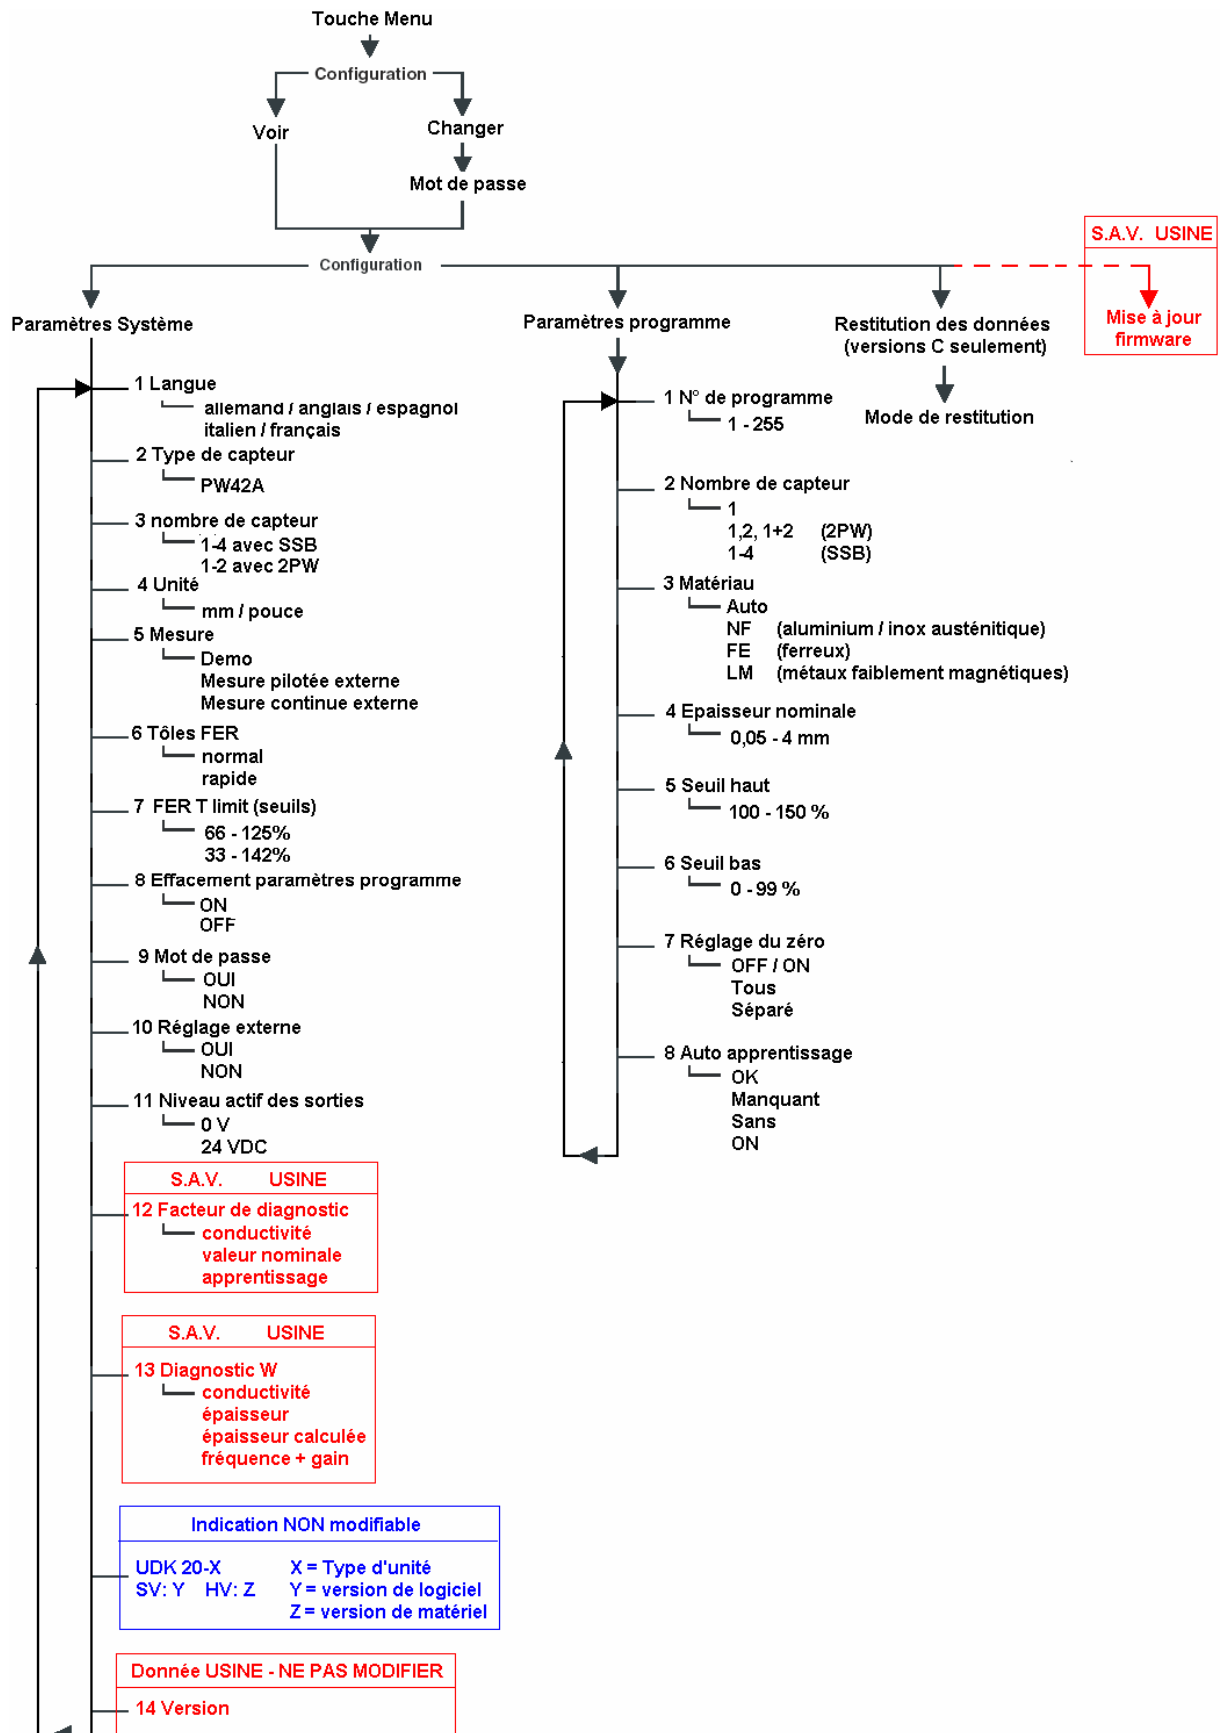 Touche Menu
Configuration
Voir
Changer
Mot de passe
Configuration
S.A.V. USINE
Mise à jour
firmware
Paramètres Système
1 Langue
allemand / anglais / espagnol
italien / français
2 Type de capteur
PW42A
3 nombre de capteur
1-4 avec SSB
1-2 avec 2PW
4 Unité
mm / pouce
5 Mesure
Demo
Mesure pilotée externe
Mesure continue externe
6 Tôles FER
normal
rapide
7 FER T limit (seuils)
66 - 125%
33 - 142%
8 Effacement paramètres programme
ON
OFF
9 Mot de passe
OUI
NON
10 Réglage externe
OUI
NON
11 Niveau actif des sorties
0 V
24 VDC
S.A.V. USINE
12 Facteur de diagnostic
conductivité
valeur nominale
apprentissage
S.A.V. USINE
13 Diagnostic W
conductivité
épaisseur
épaisseur calculée
fréquence + gain
Indication NON modifiable
UDK 20-X X = Type d'unité
SV: Y HV: Z Y = version de logiciel
Z = version de matériel
Donnée USINE - NE PAS MODIFIER
14 Version
Paramètres programme
1 N° de programme
1 - 255
2 Nombre de capteur
1
1,2, 1+2 (2PW)
1-4 (SSB)
3 Matériau
Auto
NF (aluminium / inox austénitique)
FE (ferreux)
LM (métaux faiblement magnétiques)
4 Epaisseur nominale
0,05 - 4 mm
5 Seuil haut
100 - 150 %
6 Seuil bas
0 - 99 %
7 Réglage du zéro
OFF / ON
Tous
Séparé
8 Auto apprentissage
OK
Manquant
Sans
ON
Restitution des données
(versions C seulement)
Mode de restitution